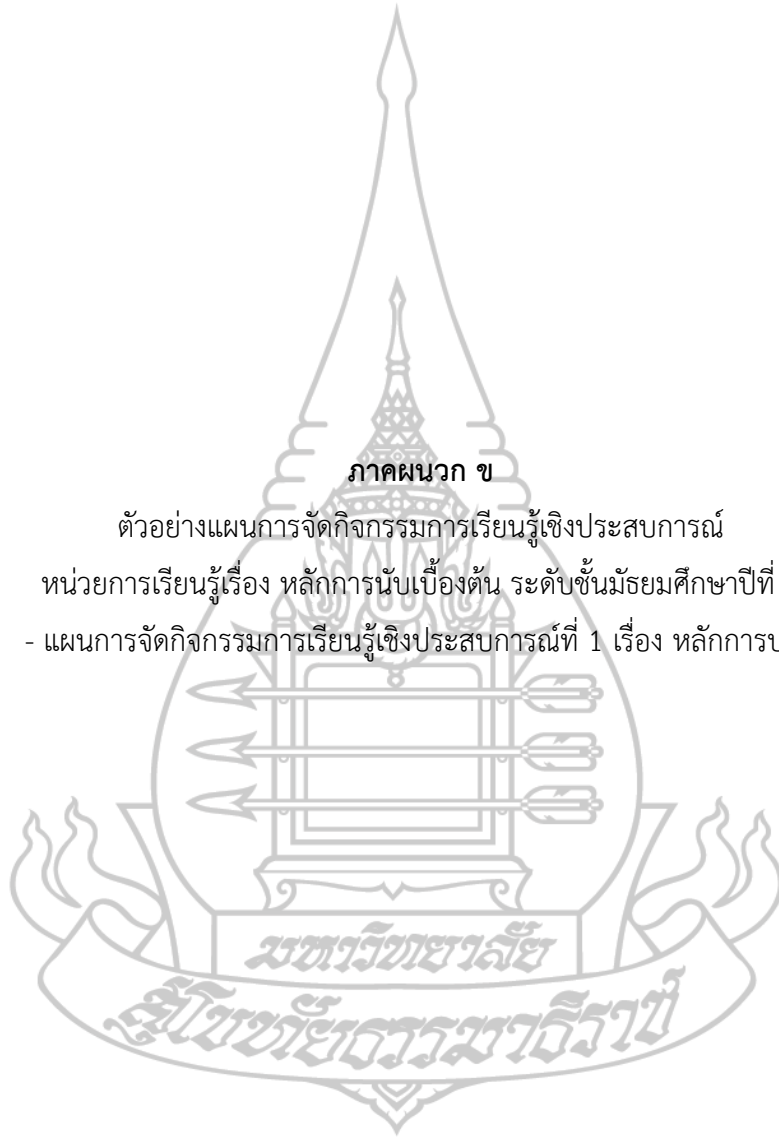 ภาคผนวก ข
ตัวอย่างแผนการจัดกิจกรรมการเรียนรู้เชิงประสบการณ์
หน่วยการเรียนรู้เรื่อง หลักการนับเบื้องต้น ระดับชั้นมัธยมศึกษาปีที่
- แผนการจัดกิจกรรมการเรียนรู้เชิงประสบการณ์ที่ 1 เรื่อง หลักการบ
มหาวิทยาลัย
สุโขทัยธรรมาธิราช